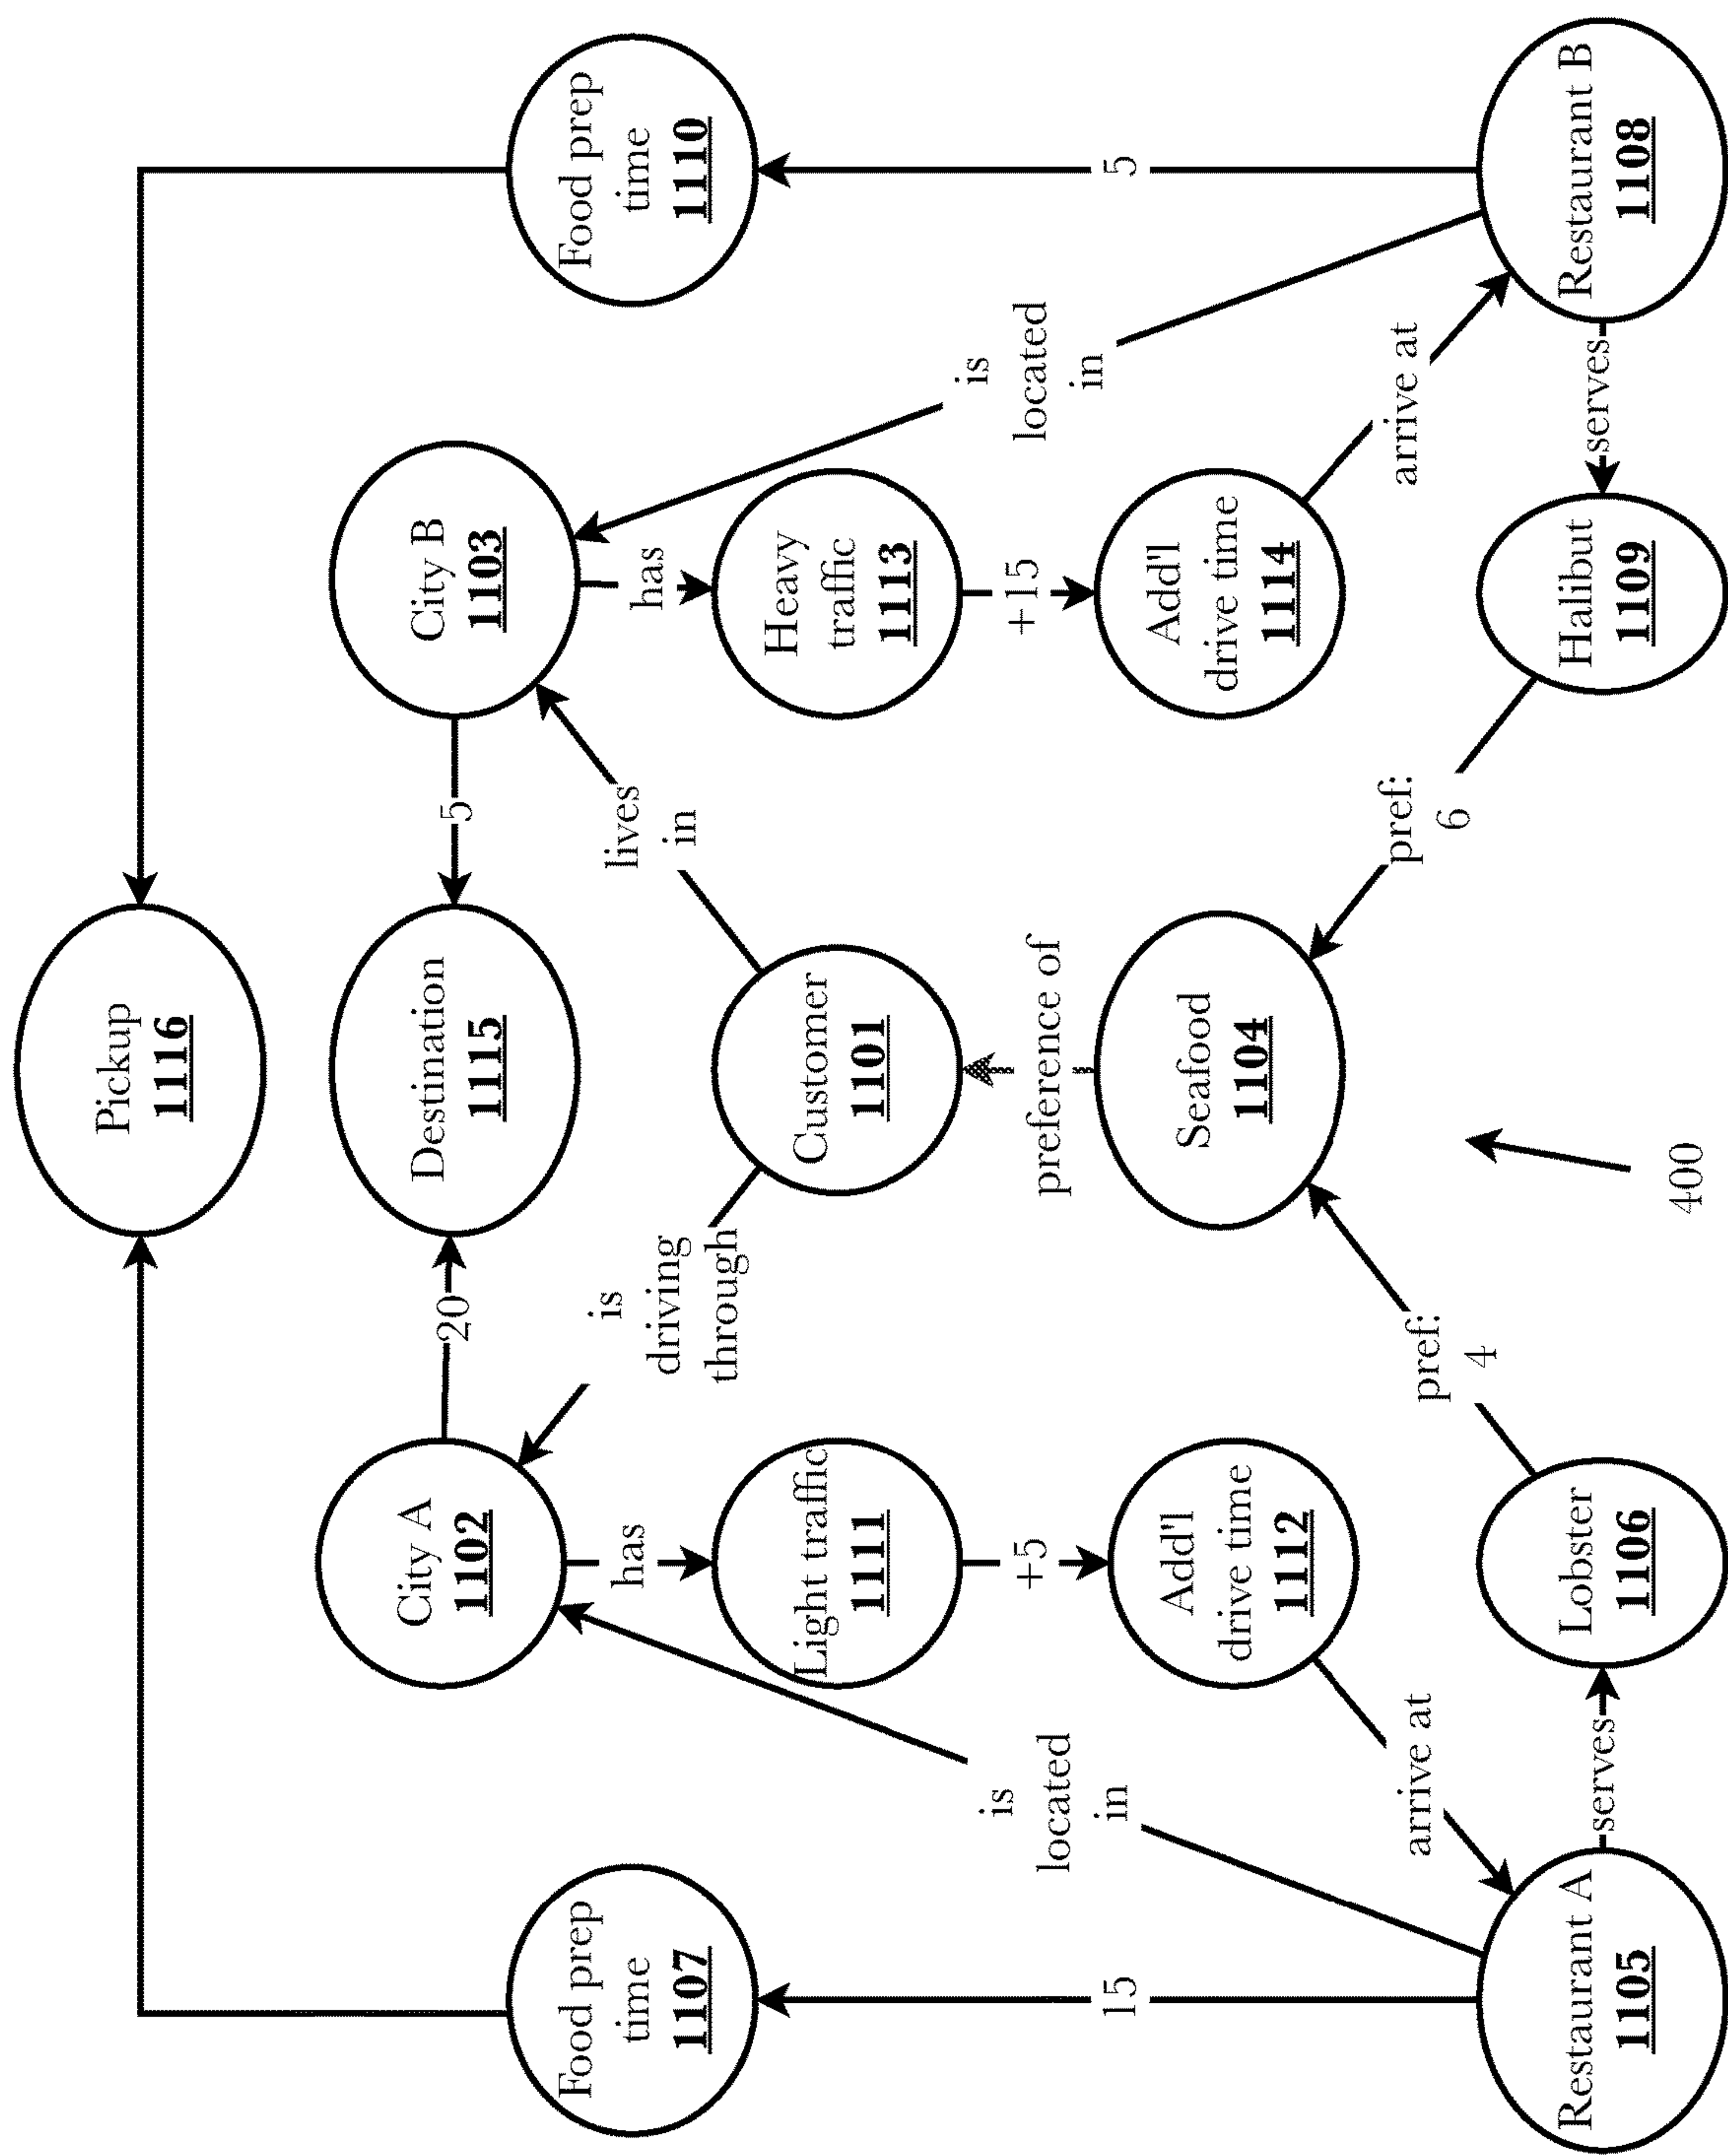 Pickup
1116
Destination
1115
City A
1102
20
5
City B
1103
Food prep
time
1107
Food prep
time
1110
is
driving
through
lives
in
Customer
1101
has
has
Light traffic
1111
Heavy
traffic
1113
is
located
in
is
located
in
15
5
+5
+15
preference of
Add'l
drive time
1112
Seafood
1104
Add'l
drive time
1114
arrive at
arrive at
pref:
4
pref:
6
Restaurant A
1105
serves
Lobster
1106
400
Halibut
1109
serves
Restaurant B
1108